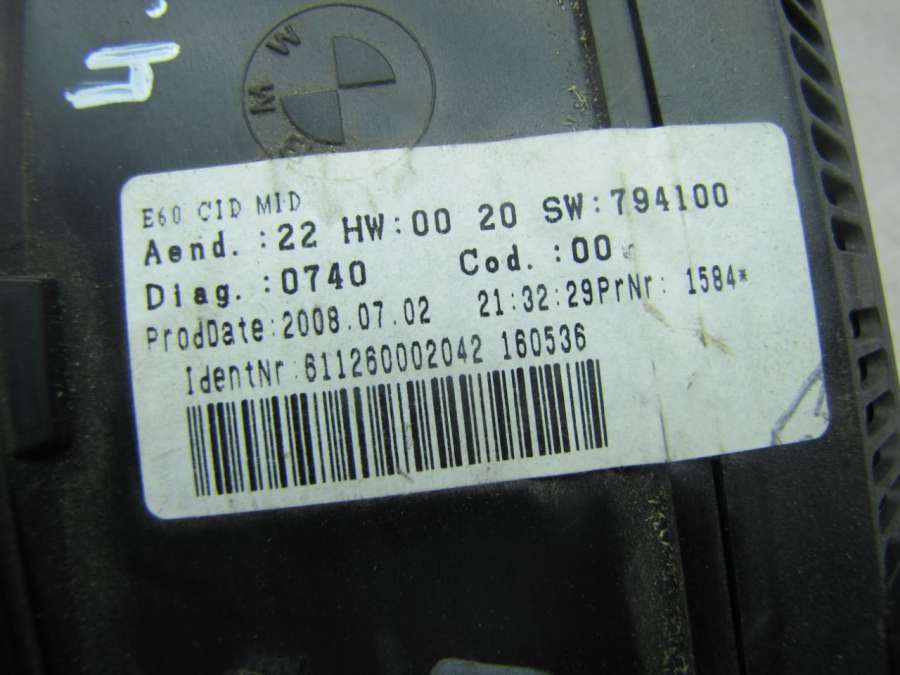 4.
BMW
E60 CID MID
Aend. :22 HW:00 20 SW:794100
Diag. :0740 Cod. :00
ProdDate:2008.07.02 21:32:29PrNr: 1584*
IdentNr:611260002042 160536